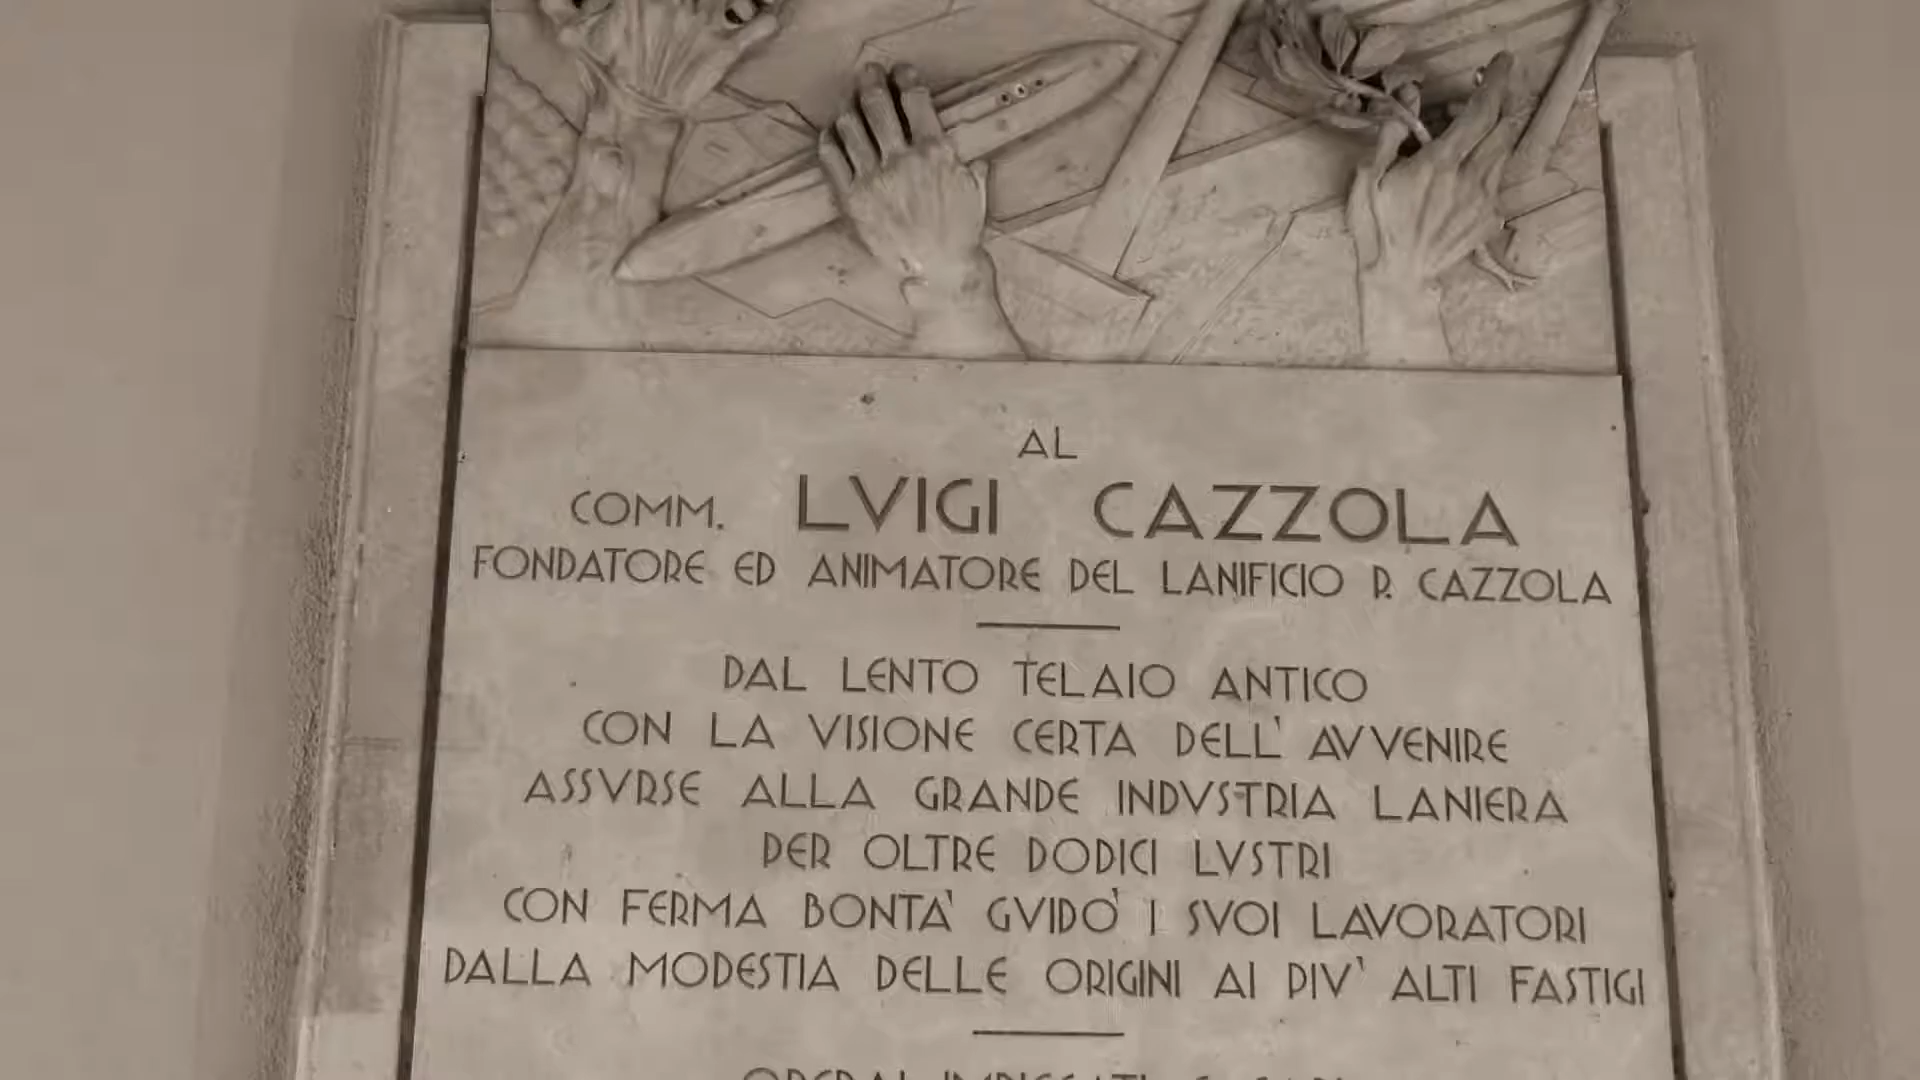 AL
COMM. LVIGI CAZZOLA
FONDATORE ED ANIMATORE DEL LANIFICIO P. CAZZOLA
DAL LENTO TELAIO ANTICO
CON LA VISIONE CERTA DELL' AVVENIRE
ASSVRSE ALLA GRANDE INDVSTRIA LANIERA
PER OLTRE DODICI LVSTRI
CON FERMA BONTA' GVIDO' I SVOI LAVORATORI
DALLA MODESTIA DELLE ORIGINI AI PIV' ALTI FASTIGI